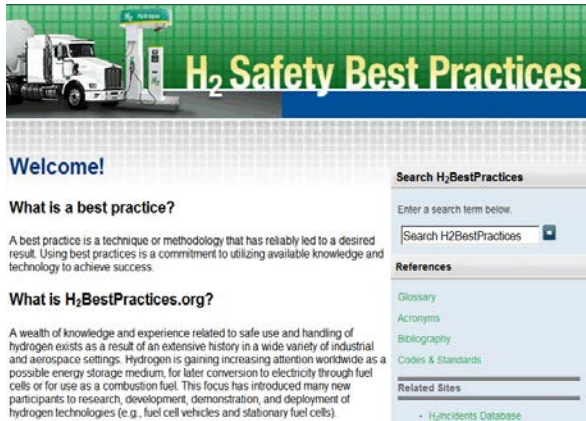 H₂ Safety Best Practices
Welcome!
What is a best practice?
A best practice is a technique or methodology that has reliably led to a desired
result. Using best practices is a commitment to utilizing available knowledge and
technology to achieve success.
What is H₂BestPractices.org?
A wealth of knowledge and experience related to safe use and handling of
hydrogen exists as a result of an extensive history in a wide variety of industrial
and aerospace settings. Hydrogen is gaining increasing attention worldwide as a
possible energy storage medium, for later conversion to electricity through fuel
cells or for use as a combustion fuel. This focus has introduced many new
participants to research, development, demonstration, and deployment of
hydrogen technologies (e.g., fuel cell vehicles and stationary fuel cells).
Search H₂BestPractices
Enter a search term below.
Search H2BestPractices
References
Glossary
Acronyms
Bibliography
Codes & Standards
Related Sites
- H₂Incidents Database